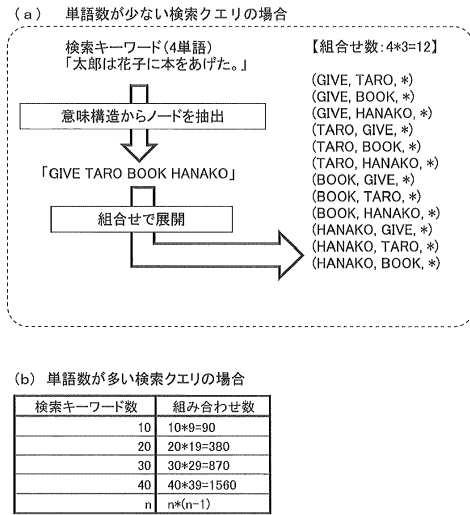 (a) 単語数が少ない検索クエリの場合
検索キーワード(4単語)
「太郎は花子に本をあげた。」
意味構造からノードを抽出
「GIVE TARO BOOK HANAKO」
組合せで展開
【組合せ数:4*3=12】
(GIVE, TARO, *)
(GIVE, BOOK, *)
(GIVE, HANAKO, *)
(TARO, GIVE, *)
(TARO, BOOK, *)
(TARO, HANAKO, *)
(BOOK, GIVE, *)
(BOOK, TARO, *)
(BOOK, HANAKO, *)
(HANAKO, GIVE, *)
(HANAKO, TARO, *)
(HANAKO, BOOK, *)
(b) 単語数が多い検索クエリの場合
検索キーワード数 組み合わせ数
10 10*9=90
20 20*19=380
30 30*29=870
40 40*39=1560
n n*(n-1)